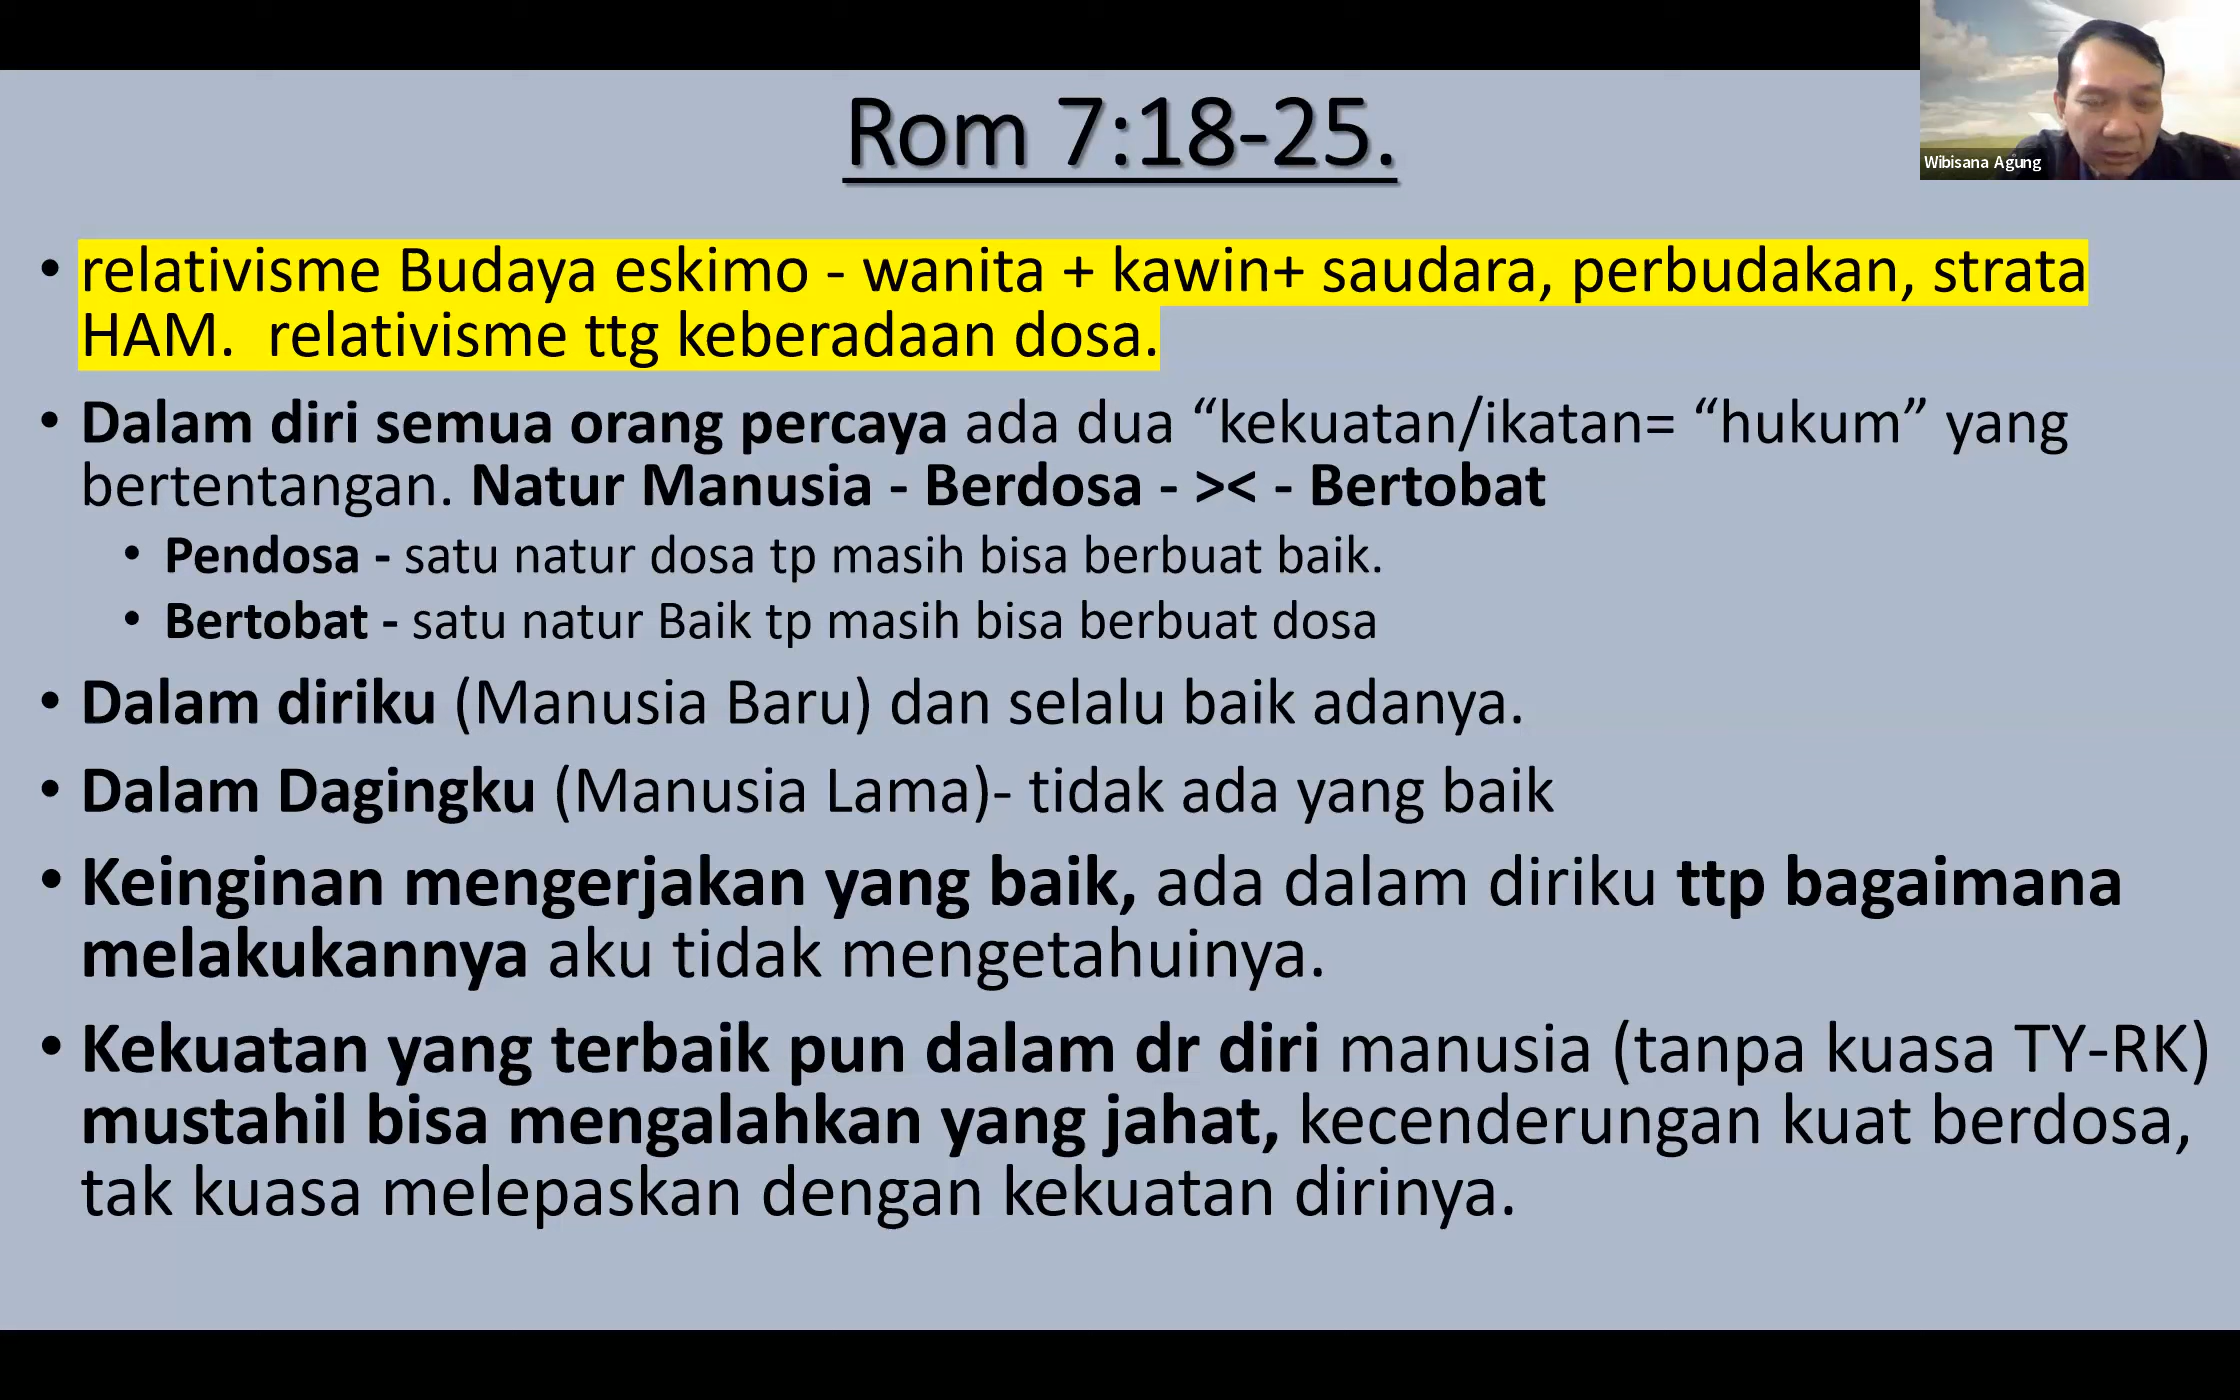 Rom 7:18-25.
Wibisana Agung
• relativisme Budaya eskimo - wanita + kawin+ saudara, perbudakan, strata
HAM.  relativisme ttg keberadaan dosa.
• Dalam diri semua orang percaya ada dua “kekuatan/ikatan= “hukum” yang
bertentangan. Natur Manusia - Berdosa - >< - Bertobat
• Pendosa - satu natur dosa tp masih bisa berbuat baik.
• Bertobat - satu natur Baik tp masih bisa berbuat dosa
• Dalam diriku (Manusia Baru) dan selalu baik adanya.
• Dalam Dagingku (Manusia Lama)- tidak ada yang baik
• Keinginan mengerjakan yang baik, ada dalam diriku ttp bagaimana
melakukannya aku tidak mengetahuinya.
• Kekuatan yang terbaik pun dalam dr diri manusia (tanpa kuasa TY-RK)
mustahil bisa mengalahkan yang jahat, kecenderungan kuat berdosa,
tak kuasa melepaskan dengan kekuatan dirinya.